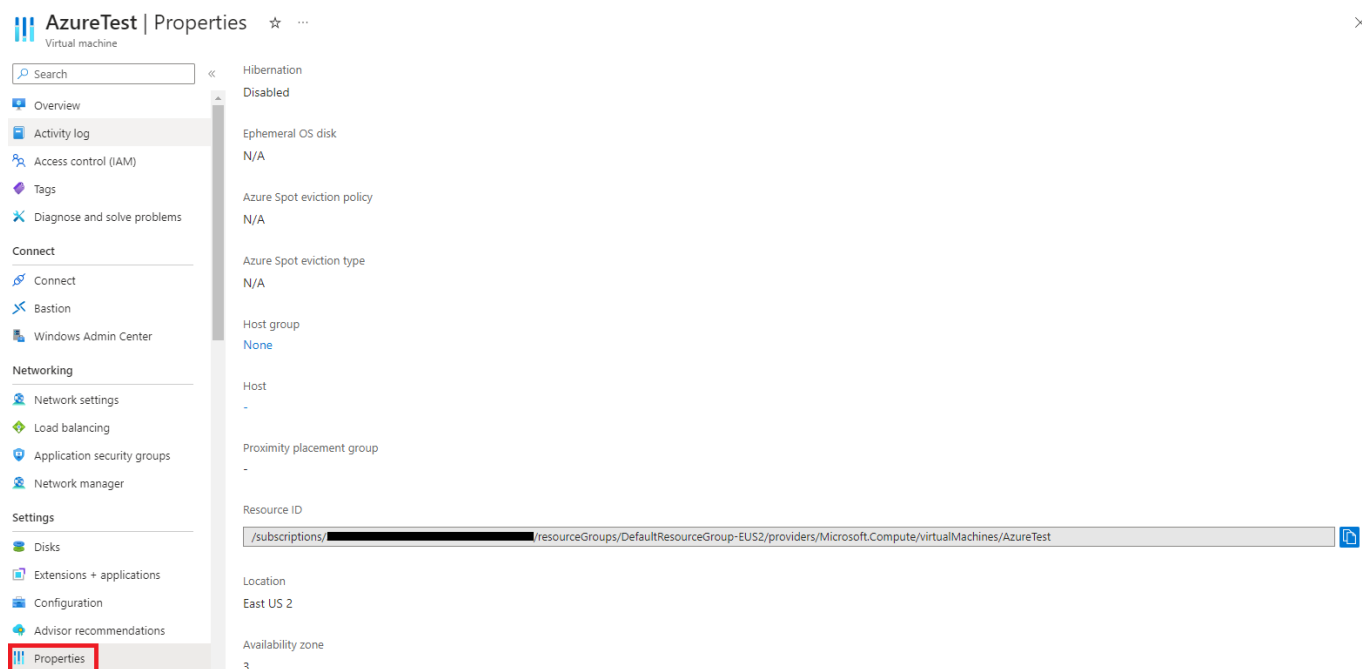 AzureTest | Properties
Virtual machine
Search
Overview
Activity log
Access control (IAM)
Tags
Diagnose and solve problems
Connect
Connect
Bastion
Windows Admin Center
Networking
Network settings
Load balancing
Application security groups
Network manager
Settings
Disks
Extensions + applications
Configuration
Advisor recommendations
Properties
Hibernation
Disabled
Ephemeral OS disk
N/A
Azure Spot eviction policy
N/A
Azure Spot eviction type
N/A
Host group
None
Host
-
Proximity placement group
-
Resource ID
/subscriptions/ /resourceGroups/DefaultResourceGroup-EUS2/providers/Microsoft.Compute/virtualMachines/AzureTest
Location
East US 2
Availability zone
3